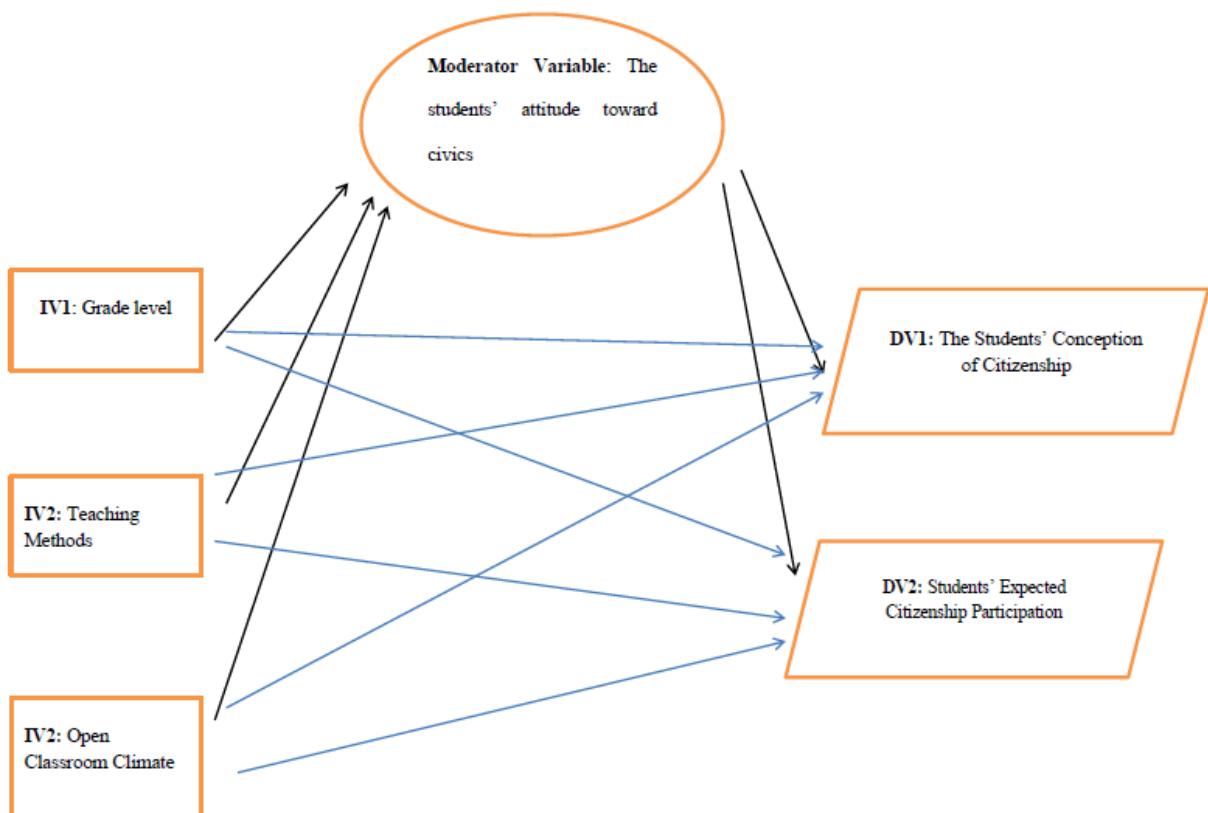 Moderator Variable: The
students’ attitude toward
civics
IV1: Grade level
DV1: The Students’ Conception
of Citizenship
IV2: Teaching
Methods
DV2: Students’ Expected
Citizenship Participation
IV2: Open
Classroom Climate